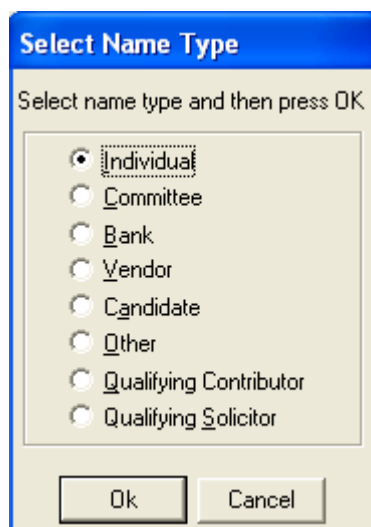 Select Name Type
Select name type and then press OK
Individual
Committee
Bank
Vendor
Candidate
Other
Qualifying Contributor
Qualifying Solicitor
Ok Cancel